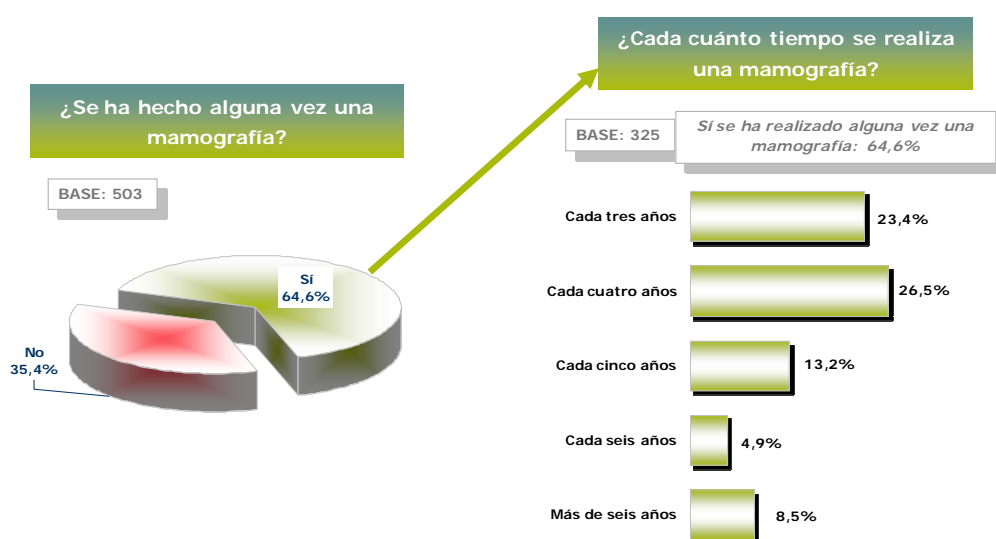 ¿Se ha hecho alguna vez una
mamografía?
BASE: 503
Sí
64,6%
No
35,4%
¿Cada cuánto tiempo se realiza
una mamografía?
BASE: 325
Sí se ha realizado alguna vez una
mamografía: 64,6%
Cada tres años
23,4%
Cada cuatro años
26,5%
Cada cinco años
13,2%
Cada seis años
4,9%
Más de seis años
8,5%